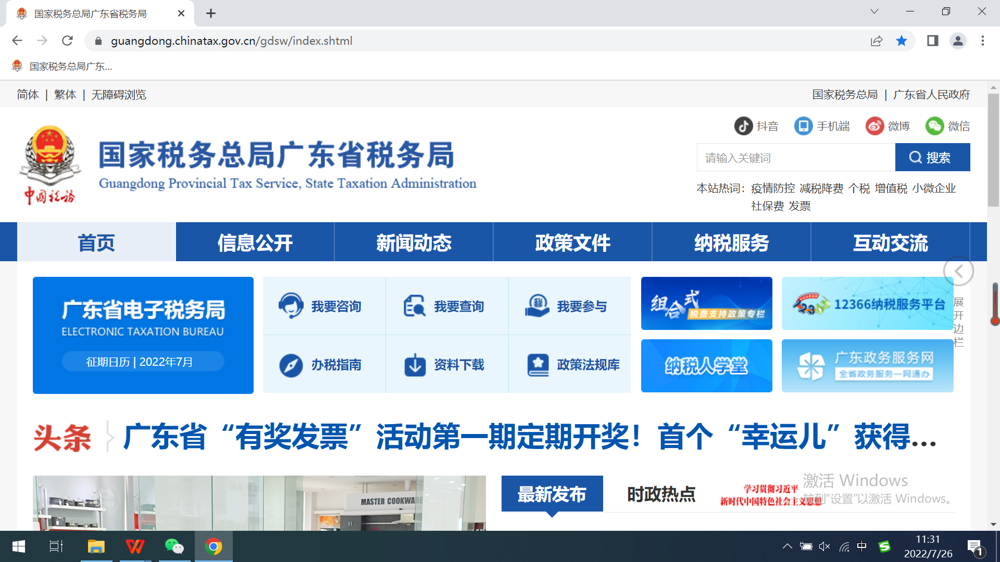 国家税务总局广东省税务局
guangdong.chinatax.gov.cn/gdsw/index.shtml
国家税务总局广东...
简体 | 繁体 | 无障碍浏览
国家税务总局 | 广东省人民政府
抖音 手机端 微博 微信
中国税务
国家税务总局广东省税务局
Guangdong Provincial Tax Service, State Taxation Administration
请输入关键词 搜索
本站热词： 疫情防控 减税降费 个税 增值税 小微企业
社保费 发票
首页 信息公开 新闻动态 政策文件 纳税服务 互动交流
广东省电子税务局
ELECTRONIC TAXATION BUREAU
征期日历 | 2022年7月
我要咨询 我要查询 税 我要参与
办税指南 资料下载 政策法规库
组合式
税费支持政策专栏
12366纳税服务平台
纳税人学堂
广东政务服务网
全省政务服务一网通办
展开边栏
头条 广东省“有奖发票”活动第一期定期开奖！首个“幸运儿”获得...
MASTER COOKWARE
最新发布 时政热点
学习贯彻习近平
新时代中国特色社会主义思想
激活 Windows
转到“设置”以激活 Windows。
中
11:31
2022/7/26
1